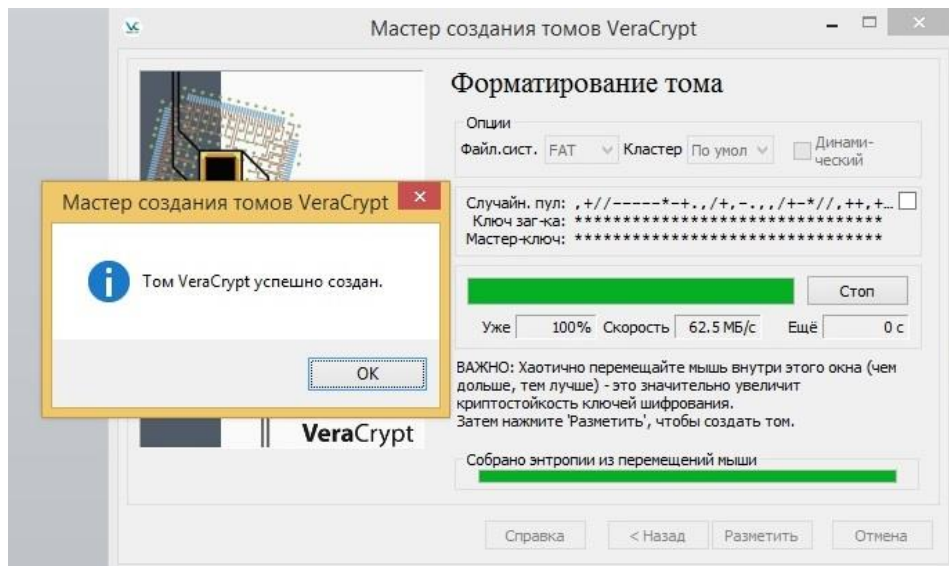 Мастер создания томов VeraCrypt
Форматирование тома
Опции
Файл.сист. FAT Кластер По умол Динами-
ческий
Случайн. пул: ,+//-----*-+.,/+,-.,,/+-*//,++,+...
Ключ заг-ка: ********************************
Мастер-ключ: ********************************
Стоп
Уже 100% Скорость 62.5 МБ/с Ещё 0 с
ВАЖНО: Хаотично перемещайте мышь внутри этого окна (чем
дольше, тем лучше) - это значительно увеличит
криптостойкость ключей шифрования.
Затем нажмите 'Разметить', чтобы создать том.
Собрано энтропии из перемещений мыши
Справка < Назад Разметить Отмена
VeraCrypt
Мастер создания томов VeraCrypt
Том VeraCrypt успешно создан.
OK